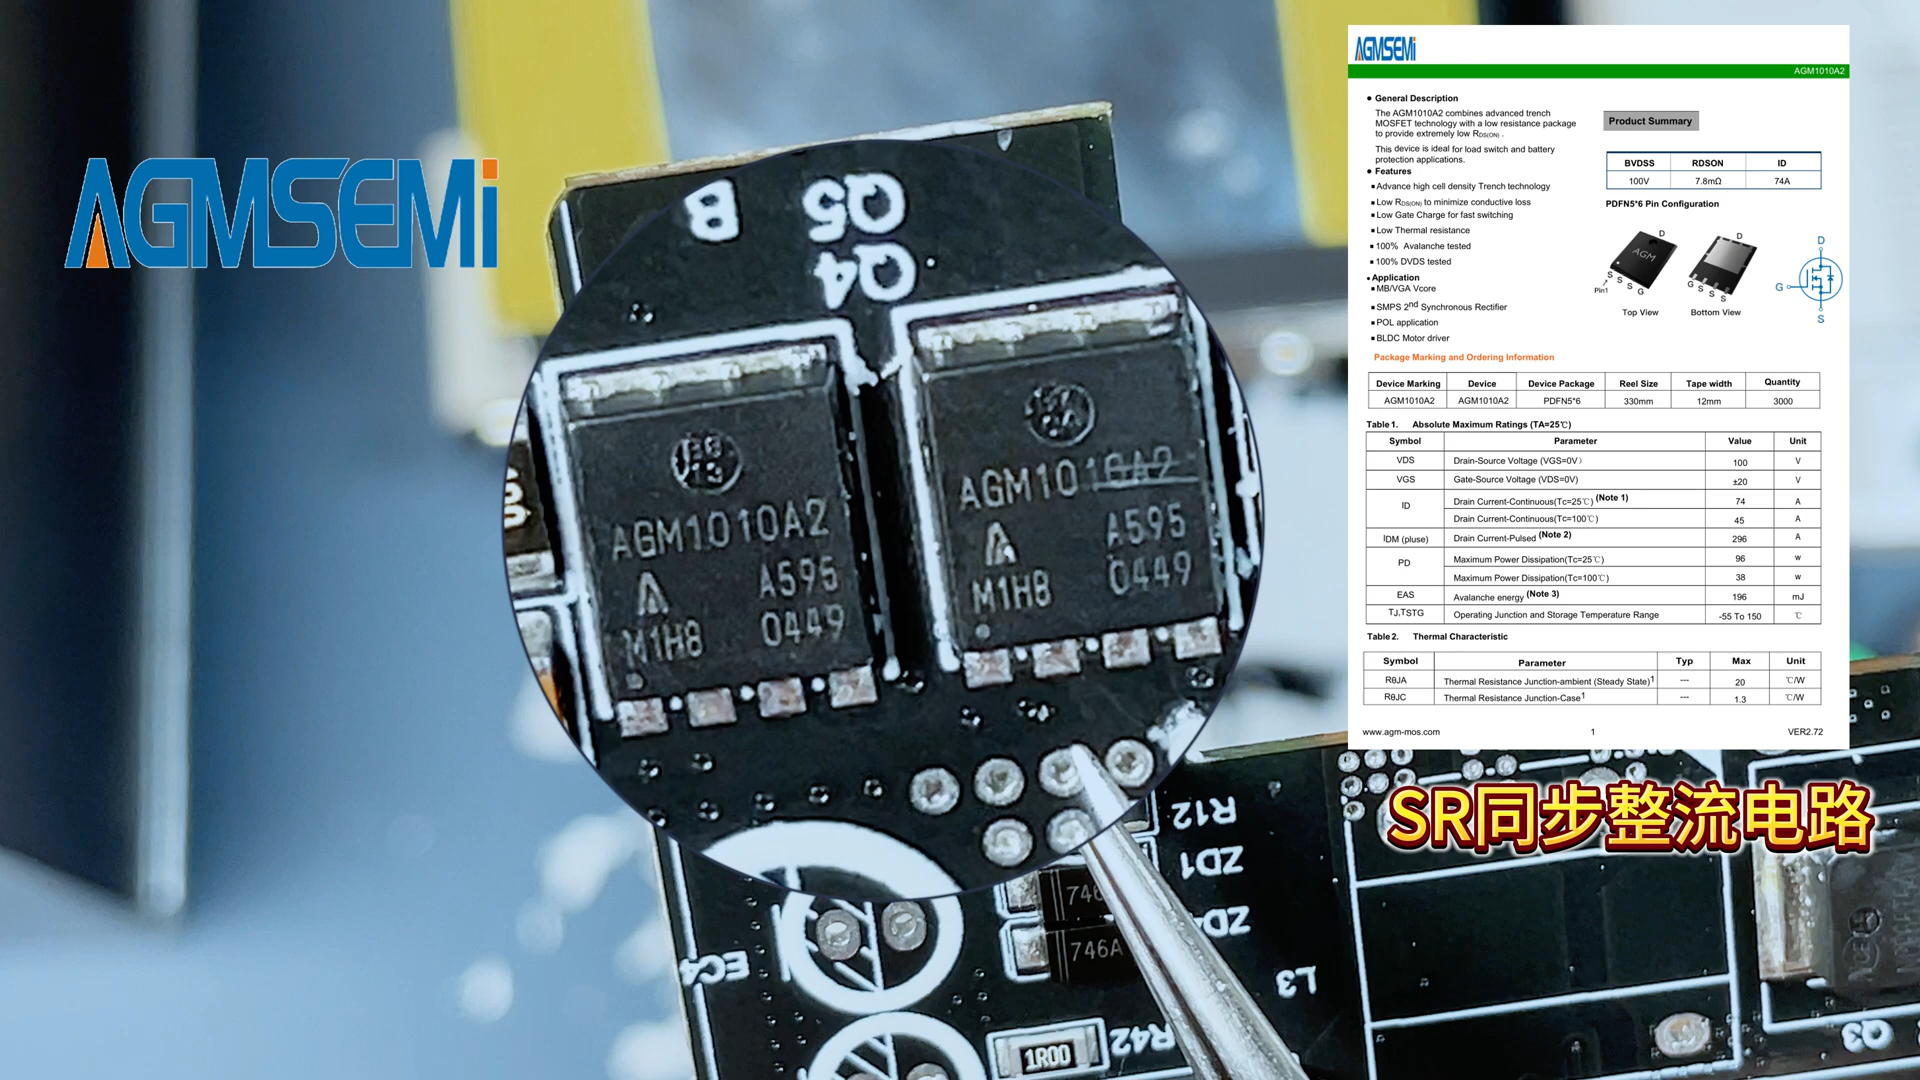 AGMSEMi
B
Q5
Q4
AGM1010A2
A595
M1H8
0449
AGM1010A2
A595
M1H8
0449
R12
ZD1
746A
EC4
L3
R42
1R00
Q3
AGMSEMi
AGM1010A2
● General Description
The AGM1010A2 combines advanced trench
MOSFET technology with a low resistance package
to provide extremely low RDS(ON) .
This device is ideal for load switch and battery
protection applications.
● Features
■ Advance high cell density Trench technology
■ Low RDS(ON) to minimize conductive loss
■ Low Gate Charge for fast switching
■ Low Thermal resistance
■ 100% Avalanche tested
■ 100% DVDS tested
● Application
■ MB/VGA Vcore
■ SMPS 2nd Synchronous Rectifier
■ POL application
■ BLDC Motor driver
Product Summary
BVDSS RDSON ID
100V 7.8mΩ 74A
PDFN5*6 Pin Configuration
D
AGM
S S S G
Pin1
Top View
D
G S S S
Bottom View
D
G
S
Package Marking and Ordering Information
Device Marking Device Device Package Reel Size Tape width Quantity
AGM1010A2 AGM1010A2 PDFN5*6 330mm 12mm 3000
Table 1. Absolute Maximum Ratings (TA=25℃)
Symbol Parameter Value Unit
VDS Drain-Source Voltage (VGS=0V) 100 V
VGS Gate-Source Voltage (VDS=0V) ±20 V
ID Drain Current-Continuous(Tc=25℃) (Note 1) 74 A
Drain Current-Continuous(Tc=100℃) 45 A
IDM (pluse) Drain Current-Pulsed (Note 2) 296 A
PD Maximum Power Dissipation(Tc=25℃) 96 w
Maximum Power Dissipation(Tc=100℃) 38 w
EAS Avalanche energy (Note 3) 196 mJ
TJ,TSTG Operating Junction and Storage Temperature Range -55 To 150 ℃
Table 2. Thermal Characteristic
Symbol Parameter Typ Max Unit
RθJA Thermal Resistance Junction-ambient (Steady State)1 --- 20 ℃/W
RθJC Thermal Resistance Junction-Case1 --- 1.3 ℃/W
www.agm-mos.com 1 VER2.72
SR同步整流电路